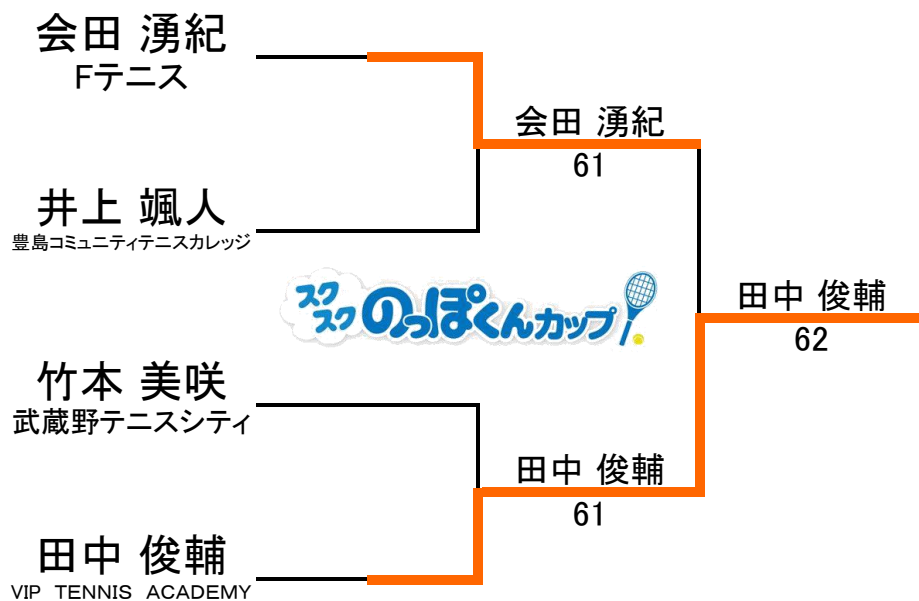 会田 湧紀
Fテニス
会田 湧紀
61
井上 颯人
豊島コミュニティテニスカレッジ
スクスク のっぽくんカップ
田中 俊輔
62
竹本 美咲
武蔵野テニスシティ
田中 俊輔
61
田中 俊輔
VIP TENNIS ACADEMY